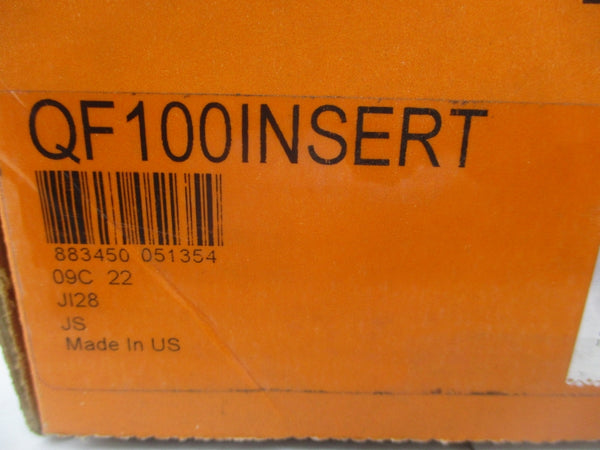 QF100INSERT
883450 051354
09C 22
JI28
JS
Made In US